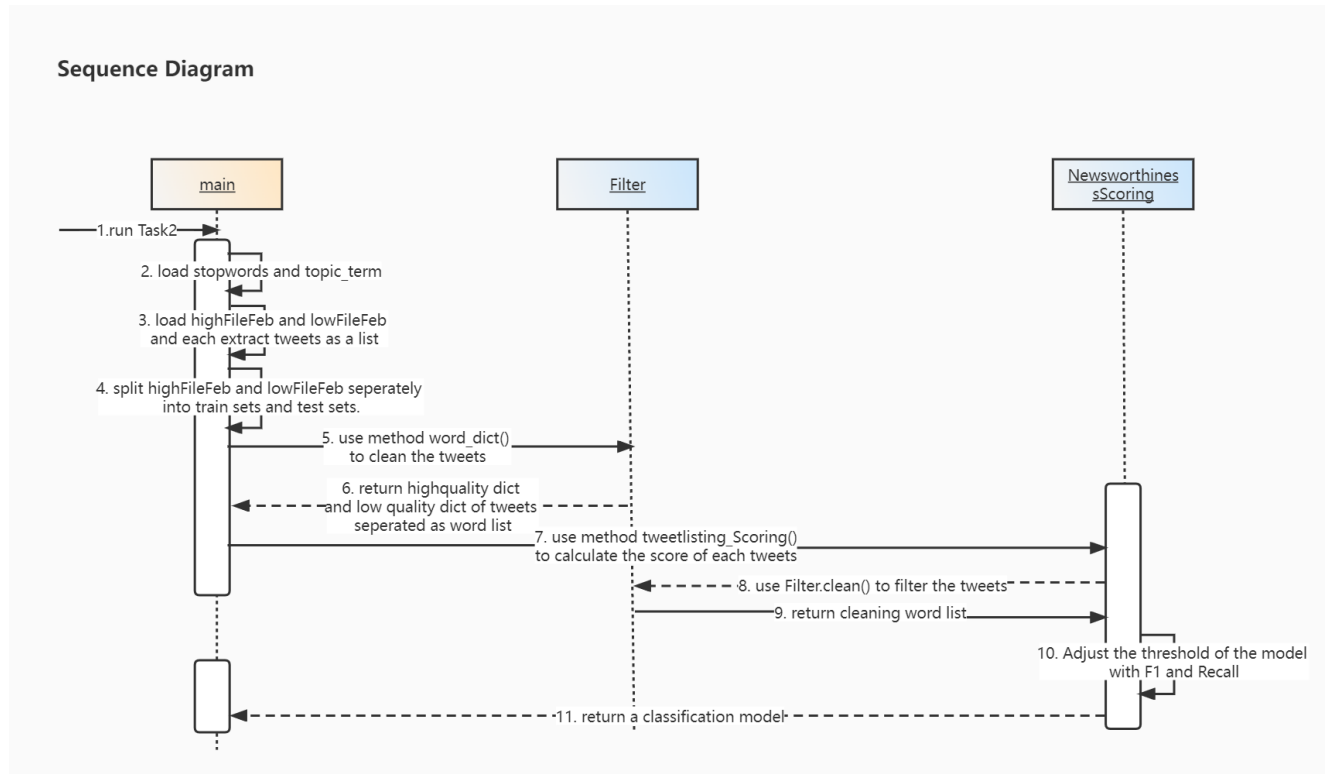 Sequence Diagram
main
Filter
Newsworthines
sScoring
1.run Task2
2. load stopwords and topic_term
3. load highFileFeb and lowFileFeb
and each extract tweets as a list
4. split highFileFeb and lowFileFeb seperately
into train sets and test sets.
5. use method word_dict()
to clean the tweets
6. return highquality dict
and low quality dict of tweets
seperated as word list
7. use method tweetlisting_Scoring()
to calculate the score of each tweets
8. use Filter.clean() to filter the tweets
9. return cleaning word list
10. Adjust the threshold of the model
with F1 and Recall
11. return a classification model